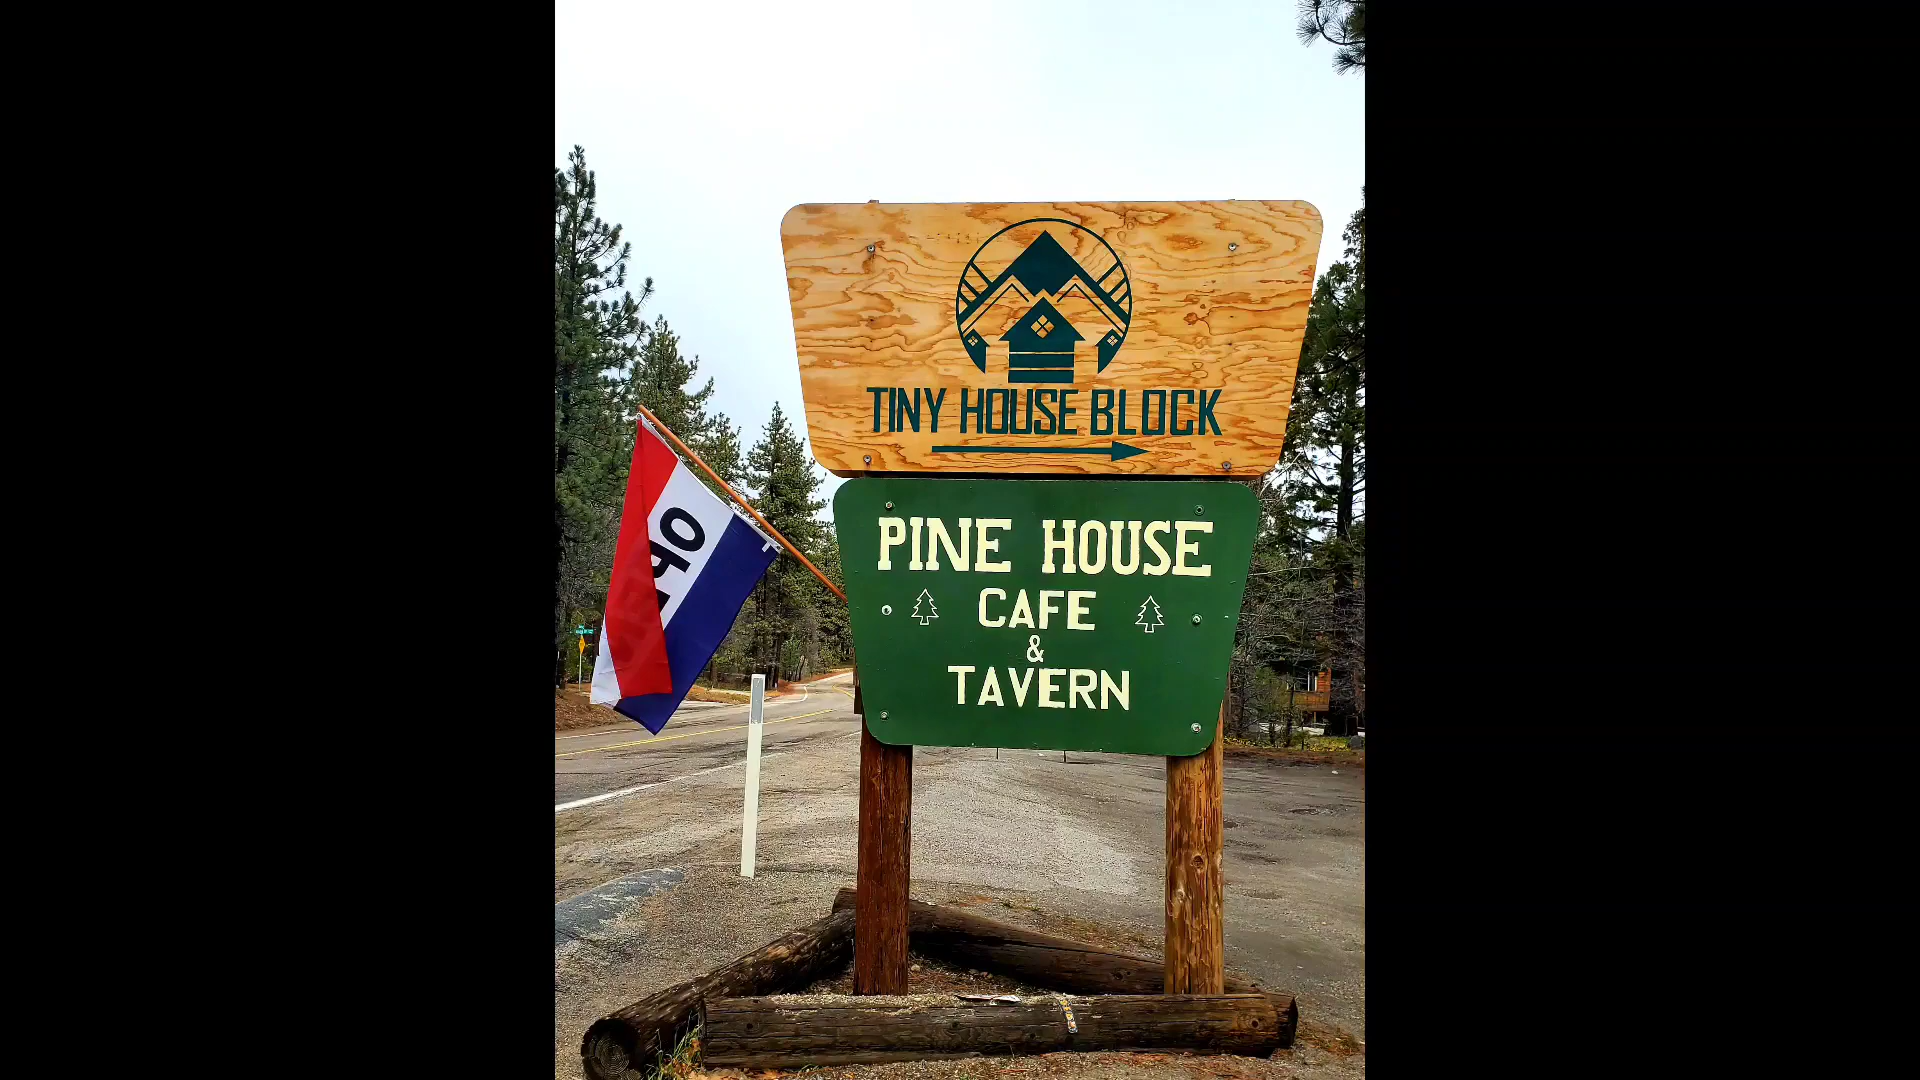 TINY HOUSE BLOCK
PINE HOUSE
CAFE
&
TAVERN